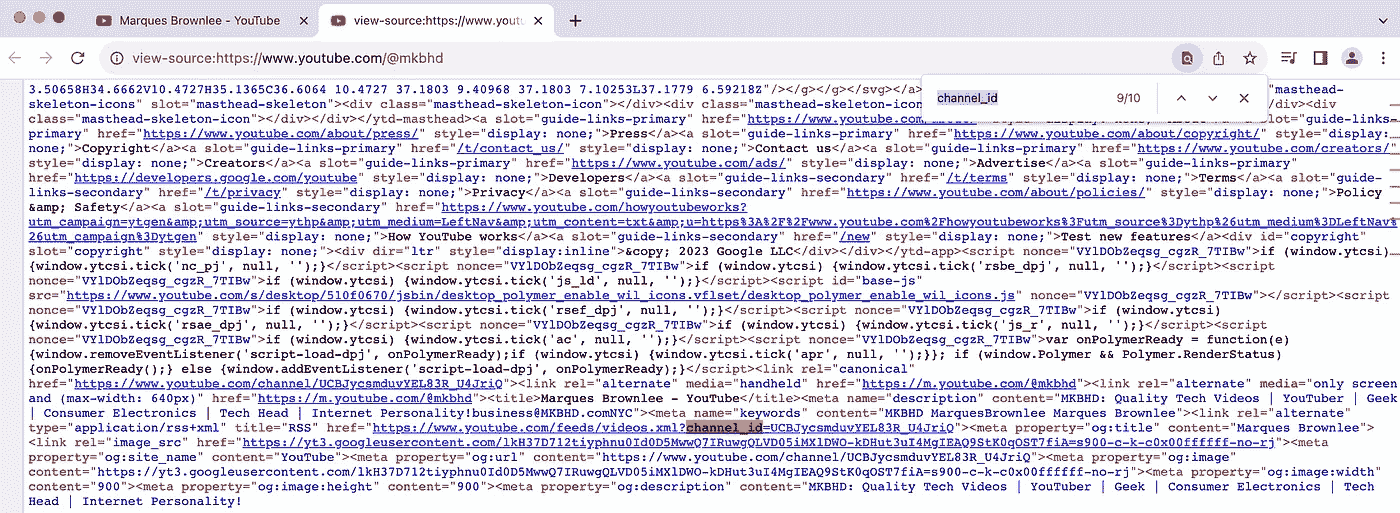 Marques Brownlee - YouTube
view-source:https://www.yout
view-source:https://www.youtube.com/@mkbhd
channel_id
9/10
3.50658H34.6662V10.4727H35.1365C36.6064 10.4727 37.1803 9.40968 37.1803 7.10253L37.1779 6.59218Z"/></g></g></svg></a>
skeleton-icons" slot="masthead-skeleton"><div class="masthead-skeleton-icon"></div><div class="masthead-
icon"></div></div></ytd-masthead><a slot="guide-links-primary" href="https://www.youtube.com/about/" style="display: none;">About</a><a slot="guide-links-
primary" href="https://www.youtube.com/about/press/" style="display: none;">Press</a><a slot="guide-links-primary" href="https://www.youtube.com/about/copyright/" style="display:
none;">Copyright</a><a slot="guide-links-primary" href="/t/contact_us/" style="display: none;">Contact us</a><a slot="guide-links-primary" href="https://www.youtube.com/creators/"
style="display: none;">Creators</a><a slot="guide-links-primary" href="https://www.youtube.com/ads/" style="display: none;">Advertise</a><a slot="guide-links-primary"
href="https://developers.google.com/youtube" style="display: none;">Developers</a><a slot="guide-links-secondary" href="/t/terms" style="display: none;">Terms</a><a slot="guide-
links-secondary" href="/t/privacy" style="display: none;">Privacy</a><a slot="guide-links-secondary" href="https://www.youtube.com/about/policies/" style="display: none;">Policy
&amp; Safety</a><a slot="guide-links-secondary" href="https://www.youtube.com/howyoutubeworks?
utm_campaign=ytgen&amp;utm_source=ythp&amp;utm_medium=LeftNav&amp;utm_content=txt&amp;u=https%3A%2F%2Fwww.youtube.com%2Fhowyoutubeworks%3Futm_source%3Dythp%26utm_medium%3DLeftNav%
%26utm_campaign%3Dytgen" style="display: none;">How YouTube works</a><a slot="guide-links-secondary" href="/new" style="display: none;">Test new features</a><div id="copyright"
slot="copyright" style="display: none;"><div dir="ltr" style="display:inline">&copy; 2023 Google LLC</div></div></ytd-app><script nonce="VYlDObZeqsg_cgzR_7TIBw">if (window.ytcsi)
{window.ytcsi.tick('nc_pj', null, '');}</script><script nonce="VYlDObZeqsg_cgzR_7TIBw">if (window.ytcsi) {window.ytcsi.tick('rsbe_dpj', null, '');}</script><script
nonce="VYlDObZeqsg_cgzR_7TIBw">if (window.ytcsi) {window.ytcsi.tick('js_ld', null, '');}</script><script id="base-js"
src="https://www.youtube.com/s/desktop/510f0670/jsbin/desktop_polymer_enable_wil_icons.vflset/desktop_polymer_enable_wil_icons.js" nonce="VYlDObZeqsg_cgzR_7TIBw"></script><script
nonce="VYlDObZeqsg_cgzR_7TIBw">if (window.ytcsi) {window.ytcsi.tick('rsef_dpj', null, '');}</script><script nonce="VYlDObZeqsg_cgzR_7TIBw">if (window.ytcsi)
{window.ytcsi.tick('rsae_dpj', null, '');}</script><script nonce="VYlDObZeqsg_cgzR_7TIBw">if (window.ytcsi) {window.ytcsi.tick('js_r', null, '');}</script><script
nonce="VYlDObZeqsg_cgzR_7TIBw">if (window.ytcsi) {window.ytcsi.tick('ac', null, '');}</script><script nonce="VYlDObZeqsg_cgzR_7TIBw">var onPolymerReady = function(e)
{window.removeEventListener('script-load-dpj', onPolymerReady);if (window.ytcsi) {window.ytcsi.tick('apr', null, '');}}; if (window.Polymer && Polymer.RenderStatus)
{onPolymerReady();} else {window.addEventListener('script-load-dpj', onPolymerReady);}</script><link rel="canonical"
href="https://www.youtube.com/channel/UCBJycsmduvYEL83R_U4JriQ"><link rel="alternate" media="handheld" href="https://m.youtube.com/@mkbhd"><link rel="alternate" media="only screen
and (max-width: 640px)" href="https://m.youtube.com/@mkbhd"><title>Marques Brownlee - YouTube</title><meta name="description" content="MKBHD: Quality Tech Videos | YouTuber | Geek
| Consumer Electronics | Tech Head | Internet Personality!business@MKBHD.comNYC"><meta name="keywords" content="MKBHD MarquesBrownlee Marques Brownlee"><link rel="alternate"
type="application/rss+xml" title="RSS" href="https://www.youtube.com/feeds/videos.xml?channel_id=UCBJycsmduvYEL83R_U4JriQ"><meta property="og:title" content="Marques Brownlee">
<link rel="image_src" href="https://yt3.googleusercontent.com/lkH37D712tiyphnu0Id0D5MwwQ7IRuwgQLVD05iMXlDWO-kDHut3uI4MgIEAQ9StK0qOST7fiA=s900-c-k-c0x00ffffff-no-rj"><meta
property="og:site_name" content="YouTube"><meta property="og:url" content="https://www.youtube.com/channel/UCBJycsmduvYEL83R_U4JriQ"><meta property="og:image"
content="https://yt3.googleusercontent.com/lkH37D712tiyphnu0Id0D5MwwQ7IRuwgQLVD05iMXlDWO-kDHut3uI4MgIEAQ9StK0qOST7fiA=s900-c-k-c0x00ffffff-no-rj"><meta property="og:image:width"
content="900"><meta property="og:image:height" content="900"><meta property="og:description" content="MKBHD: Quality Tech Videos | YouTuber | Geek | Consumer Electronics | Tech
Head | Internet Personality!